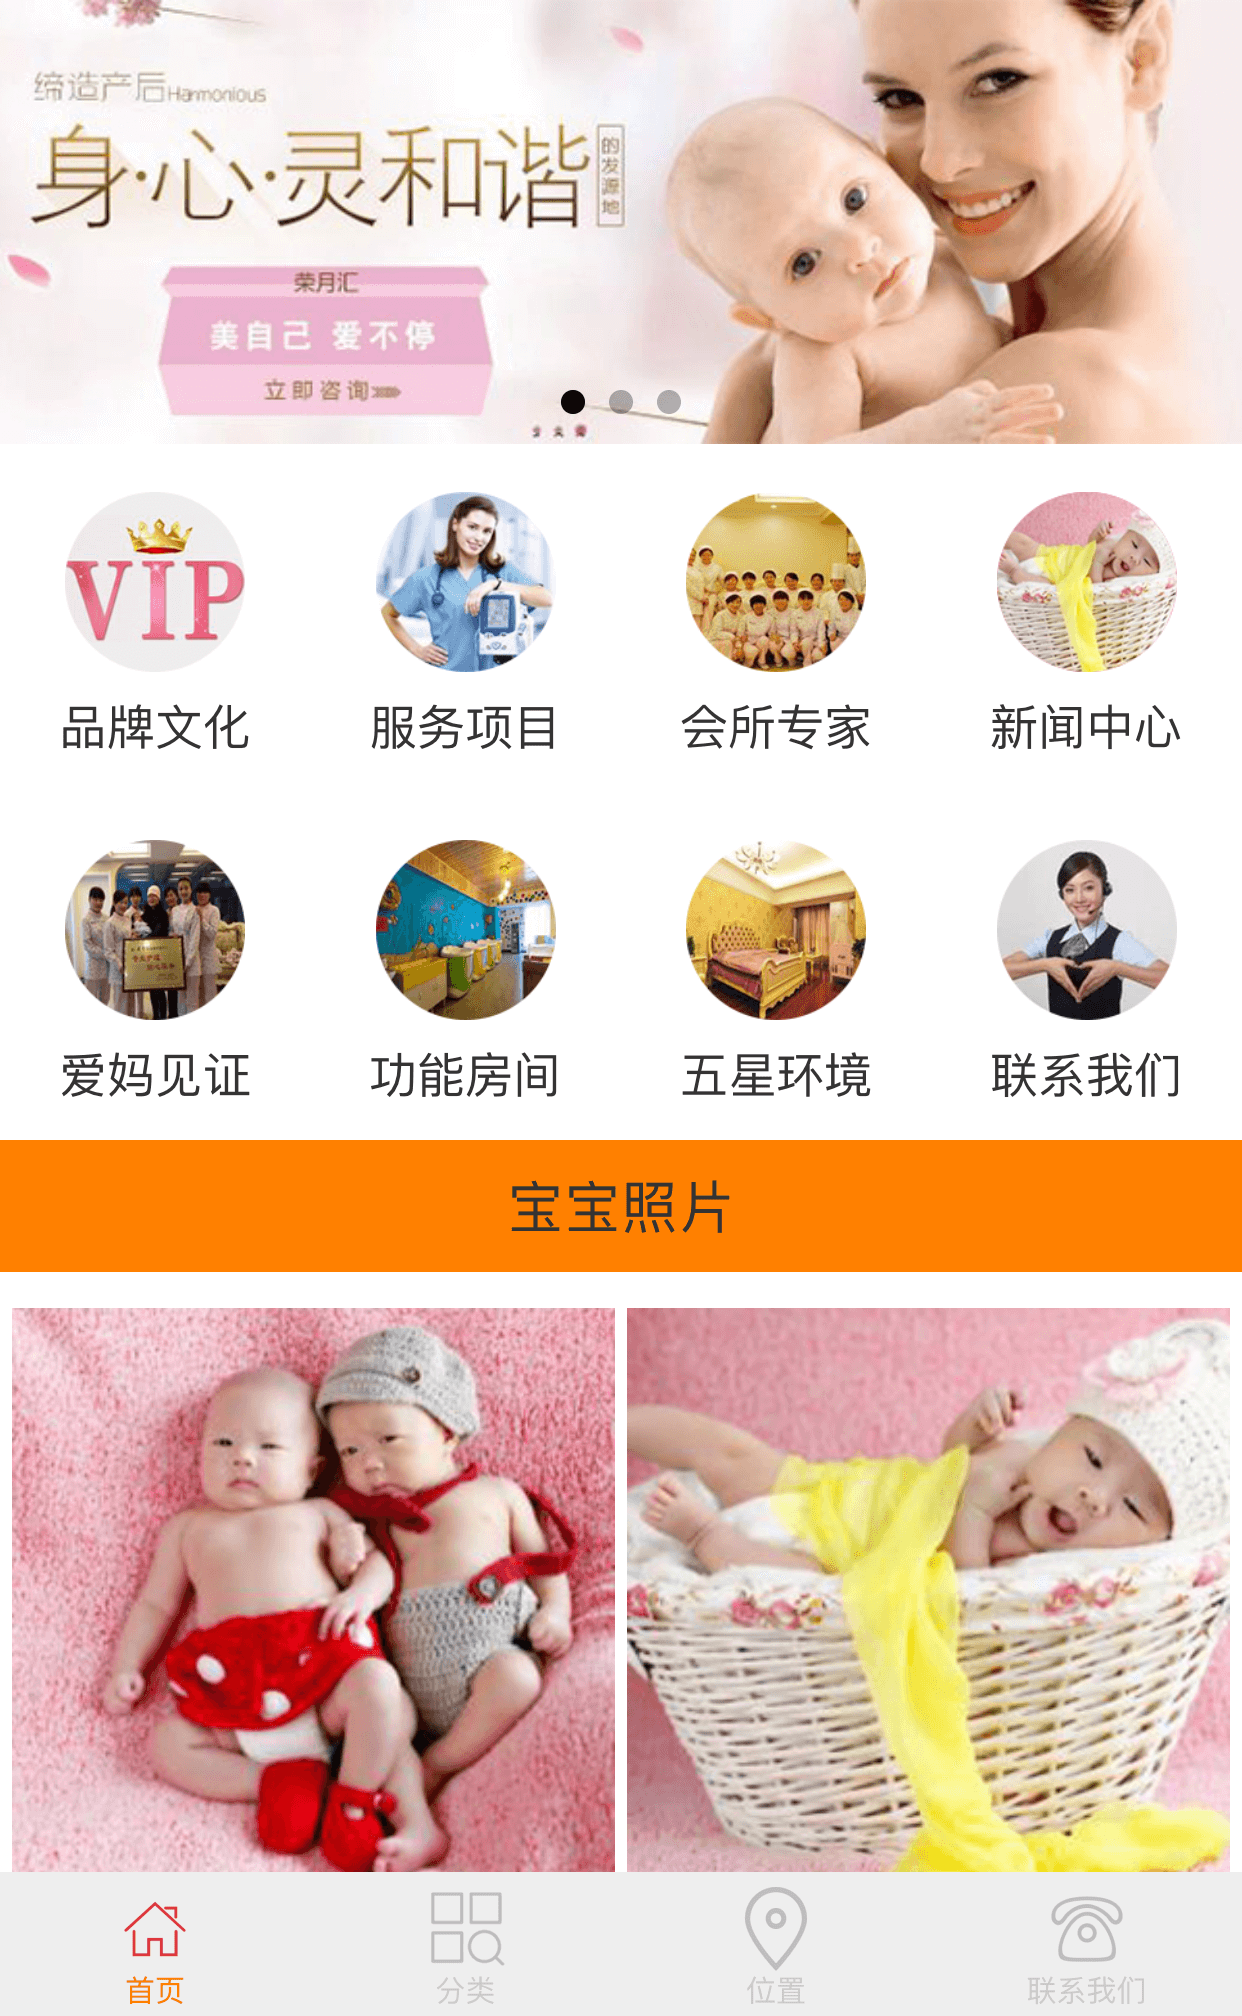 缔造产后Harmonious
身·心·灵和谐
的发源地
荣月汇
美自己 爱不停
立即咨询
VIP
品牌文化
服务项目
会所专家
新闻中心
爱妈见证
功能房间
五星环境
联系我们
宝宝照片
首页
分类
位置
联系我们